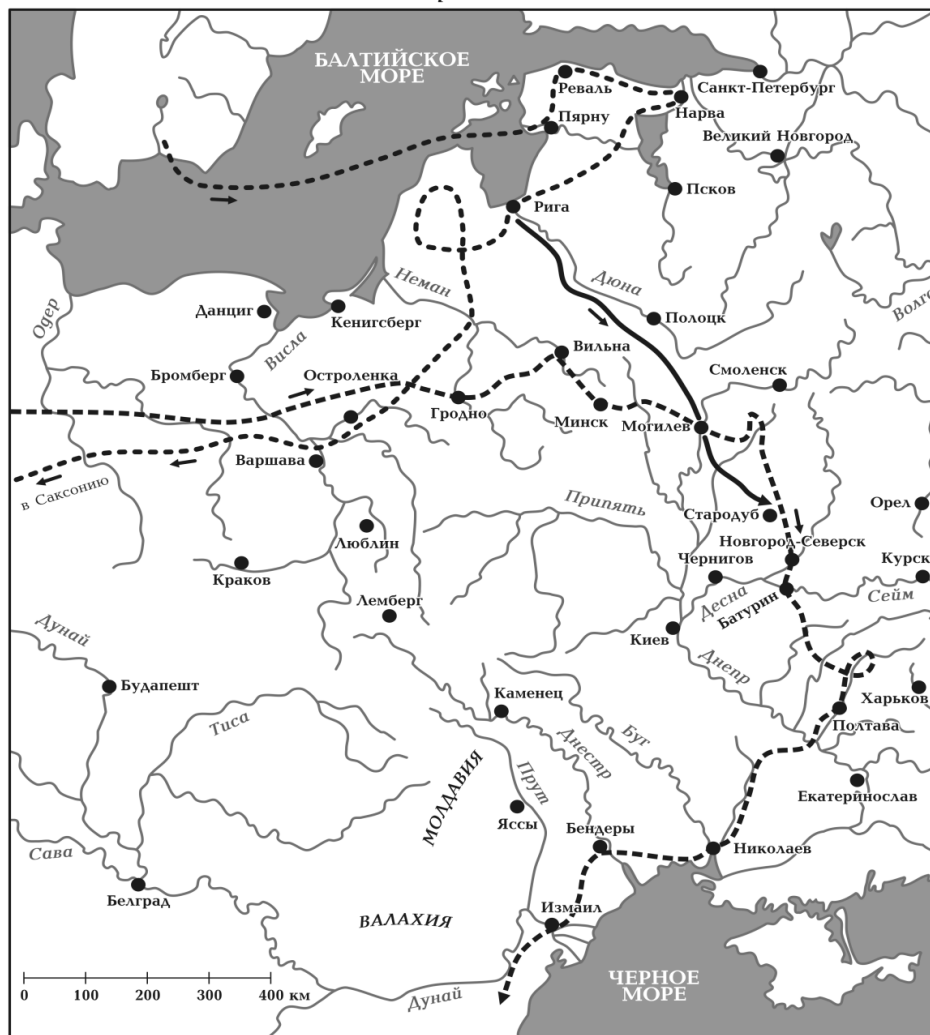 БАЛТИЙСКОЕ
МОРЕ
Ревель
Санкт-Петербург
Пярну
Нарва
Великий Новгород
Псков
Рига
Неман
Дюна
Волга
Одер
Данциг
Кенигсберг
Полоцк
Висла
Вильна
Бромберг
Остроленка
Смоленск
Гродно
Минск
Могилев
Варшава
в Саксонию
Припять
Стародуб
Орел
Люблин
Новгород-Северск
Краков
Чернигов
Курск
Десна
Батурин
Сейм
Лемберг
Дунай
Киев
Днепр
Будапешт
Каменец
Харьков
Тиса
Полтава
Буг
Днестр
МОЛДАВИЯ
Прут
Екатеринослав
Яссы
Бендеры
Сава
Николаев
Белград
ВАЛАХИЯ
Измаил
ЧЕРНОЕ
МОРЕ
0 100 200 300 400 км
Дунай